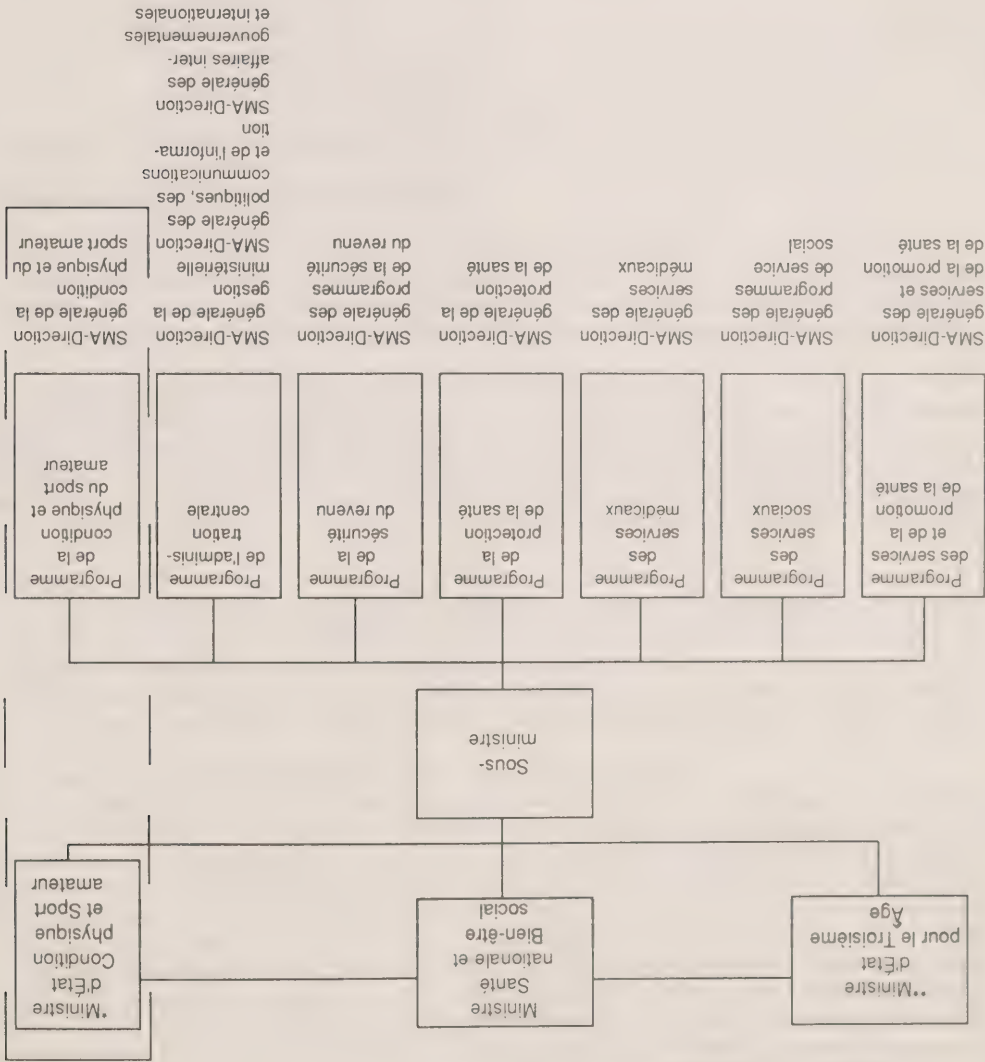 *Ministre
d'État
Condition
physique
et Sport
amateur
Ministre
Santé
nationale et
Bien-être
social
**Ministre
d'État
pour le Troisième
Âge
Sous-
ministre
Programme
de la
condition
physique et
du sport
amateur
Programme
de l'adminis-
tration
centrale
Programme
de la
sécurité
du revenu
Programme
de la
protection
de la santé
Programme
des
services
médicaux
Programme
des
services
sociaux
Programme
des services
et de la
promotion
de la santé
SMA-Direction
générale de la
condition
physique et du
sport amateur
SMA-Direction
générale de la
gestion
ministérielle
SMA-Direction
générale des
politiques, des
communications
et de l'informa-
tion
SMA-Direction
générale des
affaires inter-
gouvernementales
et internationales
SMA-Direction
générale des
programmes
de la sécurité
du revenu
SMA-Direction
générale de la
protection
de la santé
SMA-Direction
générale des
services
médicaux
SMA-Direction
générale des
programmes
de service
social
SMA-Direction
générale des
services et
de la promotion
de la santé